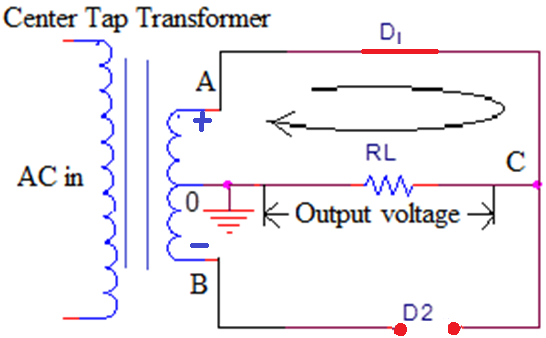 Center Tap Transformer
D1
A
+
RL
C
AC in
0
Output voltage
−
B
D2